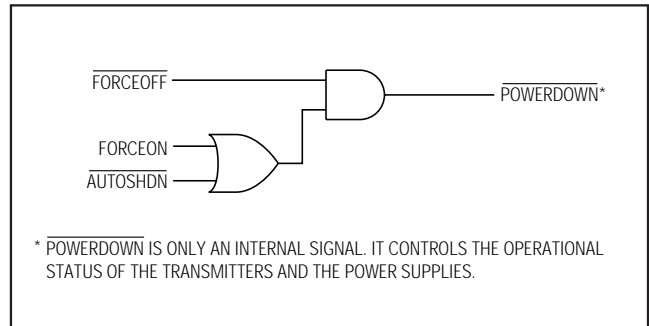 FORCEOFF
POWERDOWN*
FORCEON
AUTOSHDN
* POWERDOWN IS ONLY AN INTERNAL SIGNAL. IT CONTROLS THE OPERATIONAL
STATUS OF THE TRANSMITTERS AND THE POWER SUPPLIES.